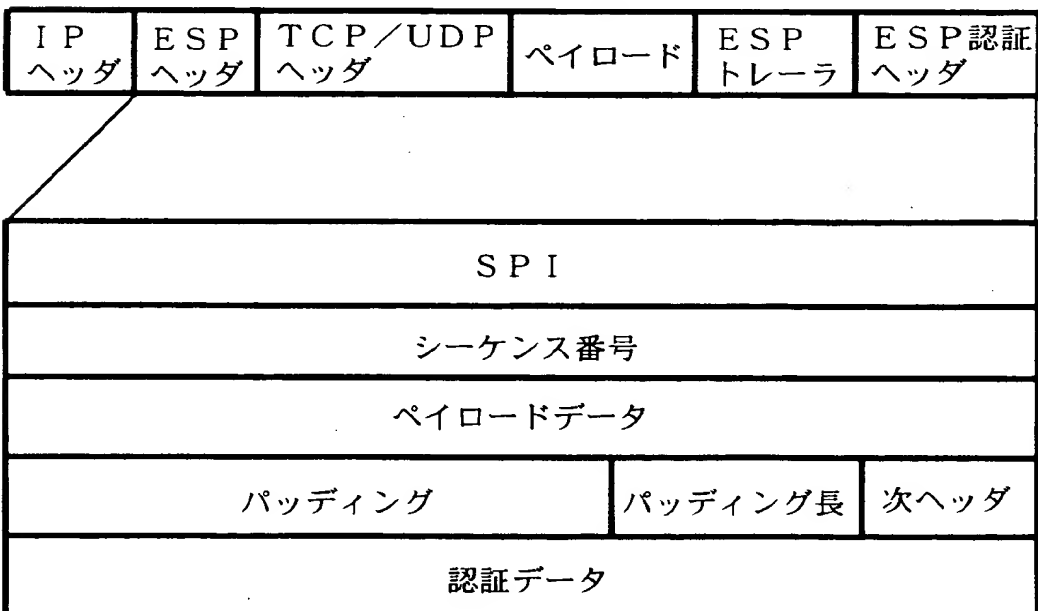 ＩＰ
ヘッダ
ＥＳＰ
ヘッダ
ＴＣＰ／ＵＤＰ
ヘッダ
ペイロード
ＥＳＰ
トレーラ
ＥＳＰ認証
ヘッダ
ＳＰＩ
シーケンス番号
ペイロードデータ
パッディング
パッディング長
次ヘッダ
認証データ